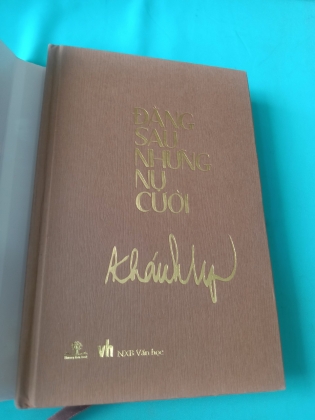 ĐẰNG
SAU
NHỮNG
NỤ
CƯỜI
Khánh Ly
vh NXB Văn học